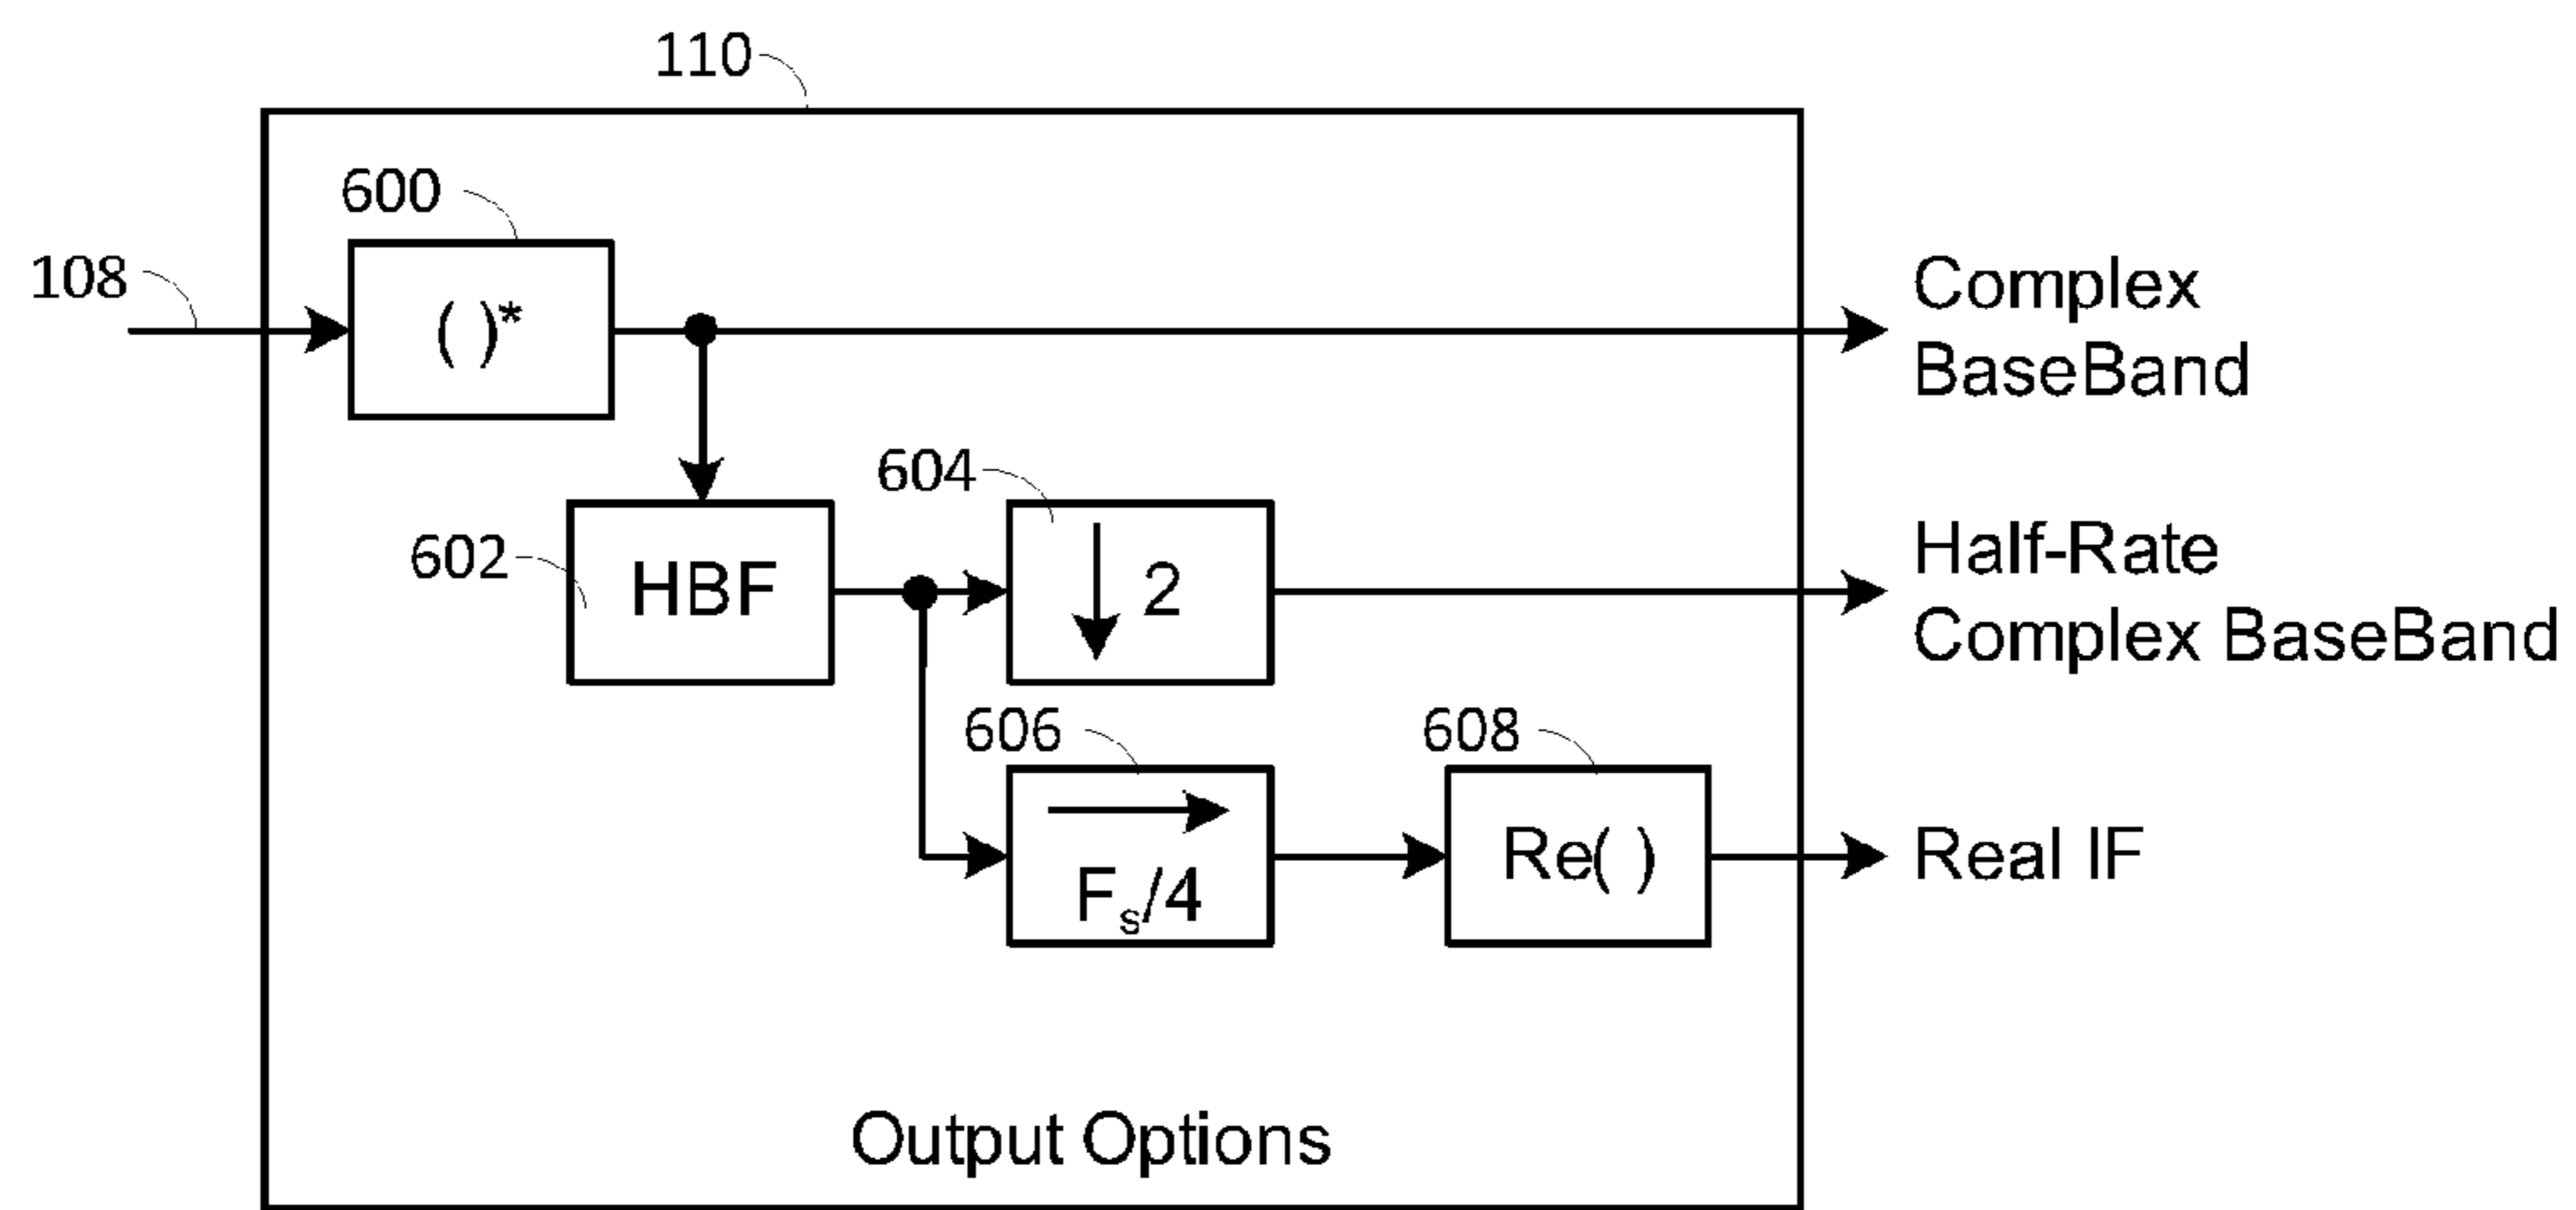 110
600
108
( )*
Complex
BaseBand
604
602
HBF
2
Half-Rate
Complex BaseBand
606
608
Fs/4
Re( )
Real IF
Output Options